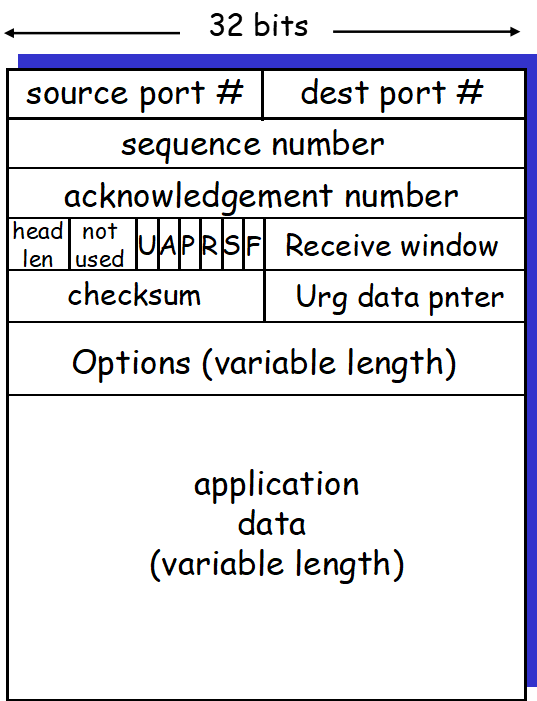 32 bits
source port # dest port #
sequence number
acknowledgement number
head len not used U A P R S F Receive window
checksum Urg data pnter
Options (variable length)
application
data
(variable length)